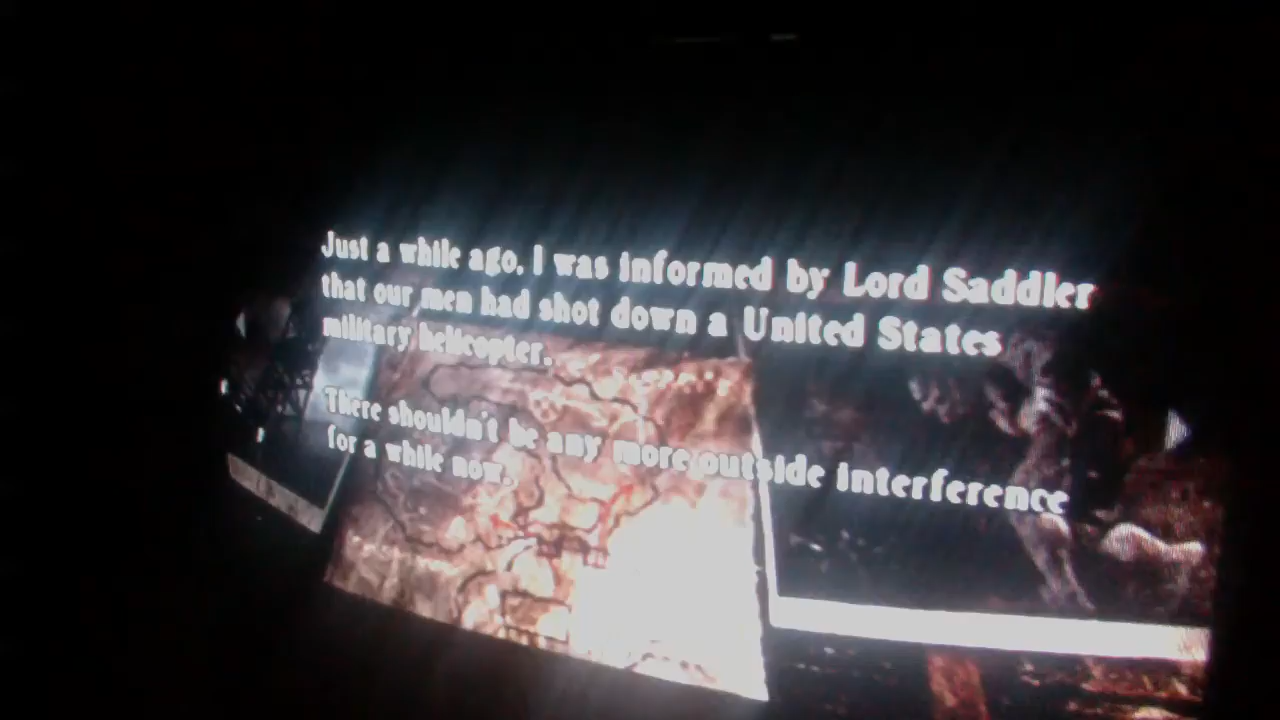 Just a while ago, I was informed by Lord Saddler
that our men had shot down a United States
military helicopter.
There shouldn't be any more outside interference
for a while now.